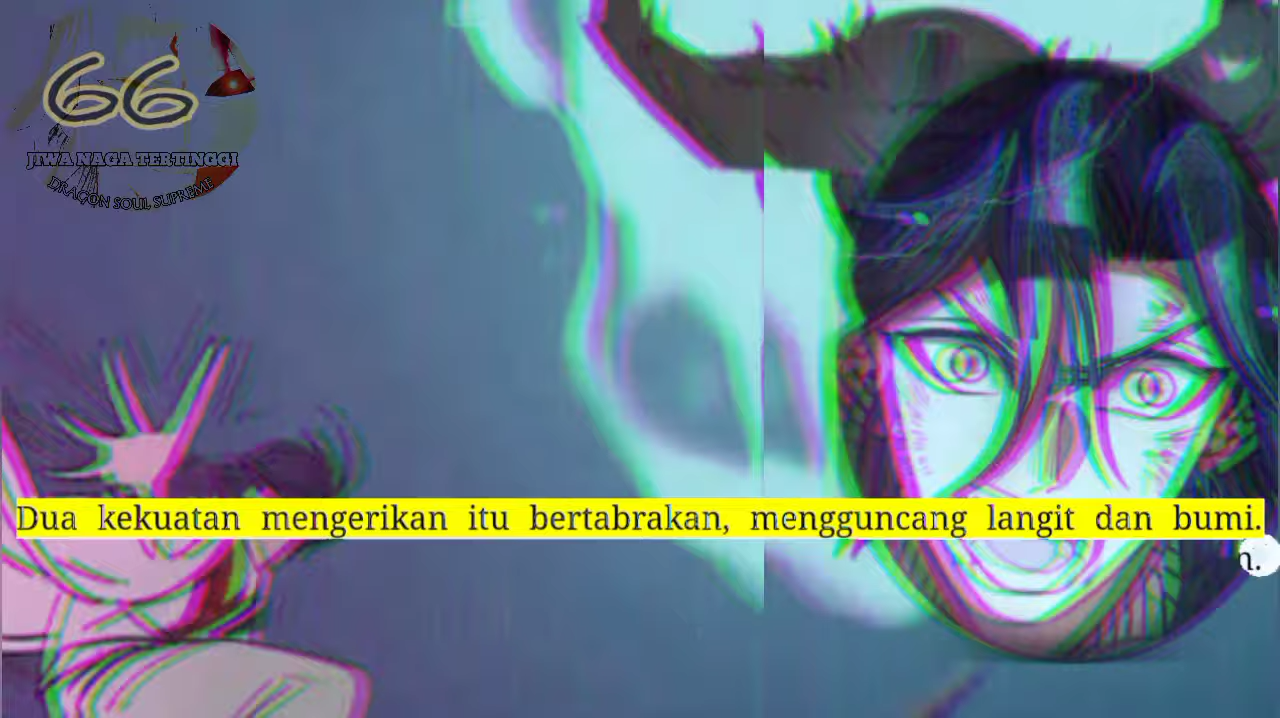 66
JIWA NAGA TERTINGGI
DRAGON SOUL SUPREME
Dua kekuatan mengerikan itu bertabrakan, mengguncang langit dan bumi.
n.